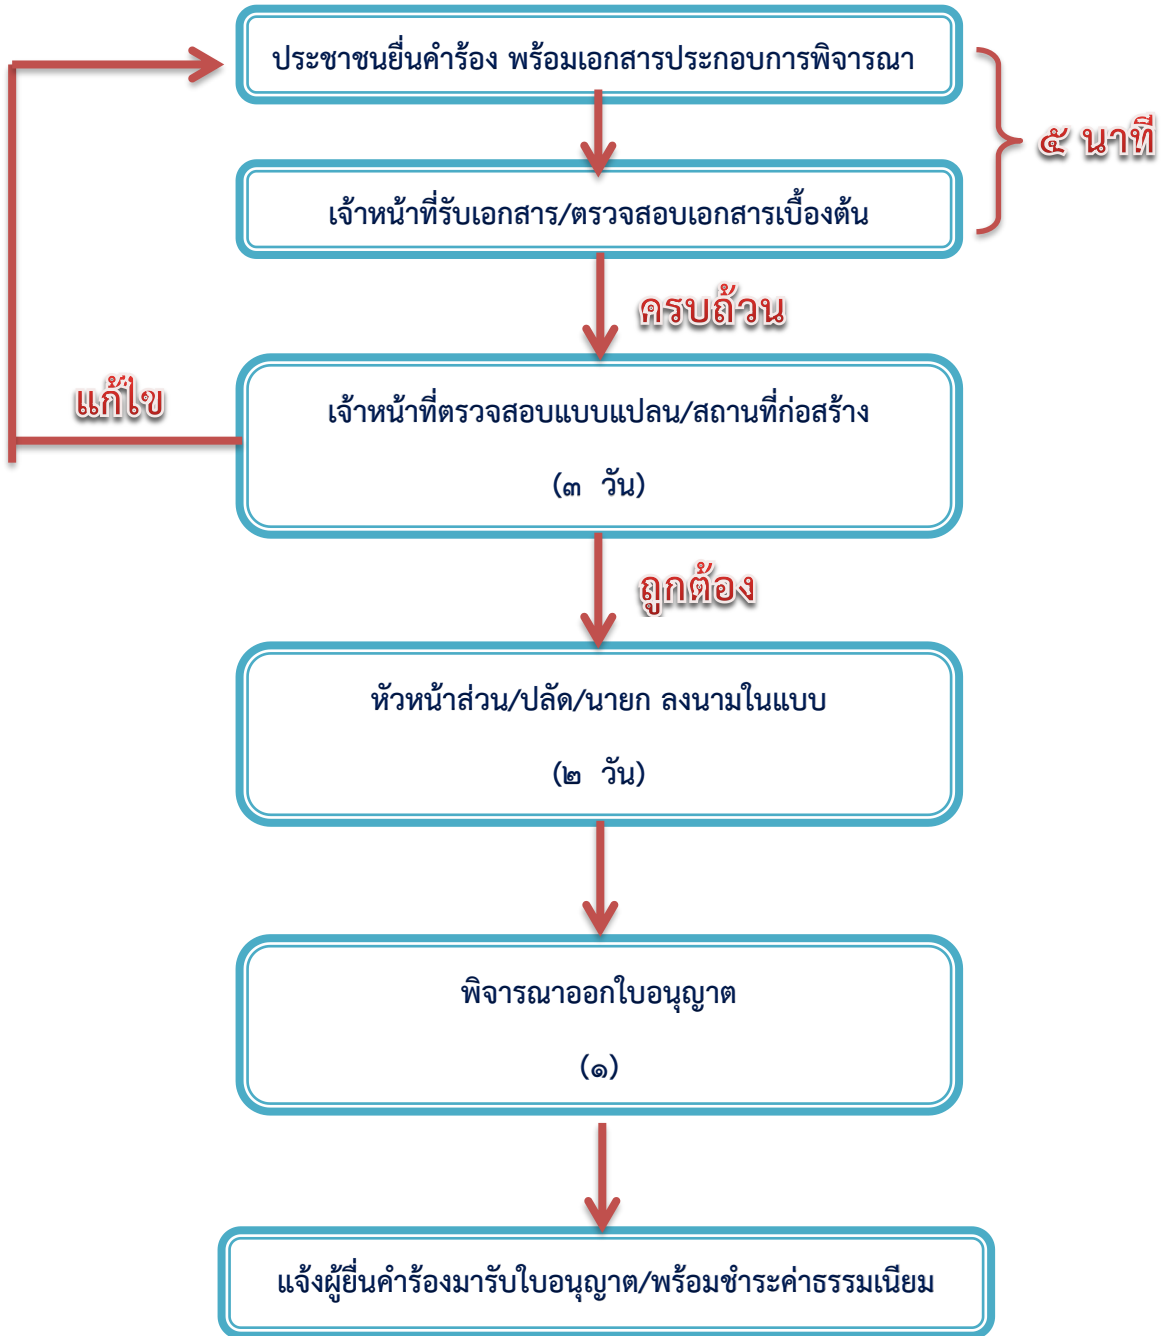 ประชาชนยื่นคำร้อง พร้อมเอกสารประกอบการพิจารณา
๕ นาที
เจ้าหน้าที่รับเอกสาร/ตรวจสอบเอกสารเบื้องต้น
ครบถ้วน
แก้ไข
เจ้าหน้าที่ตรวจสอบแบบแปลน/สถานที่ก่อสร้าง
(๓ วัน)
ถูกต้อง
หัวหน้าส่วน/ปลัด/นายก ลงนามในแบบ
(๒ วัน)
พิจารณาออกใบอนุญาต
(๑)
แจ้งผู้ยื่นคำร้องมารับใบอนุญาต/พร้อมชำระค่าธรรมเนียม